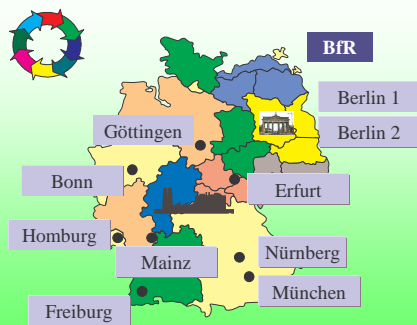 BfR
Berlin 1
Göttingen
Berlin 2
Bonn
Erfurt
Homburg
Mainz
Nürnberg
München
Freiburg